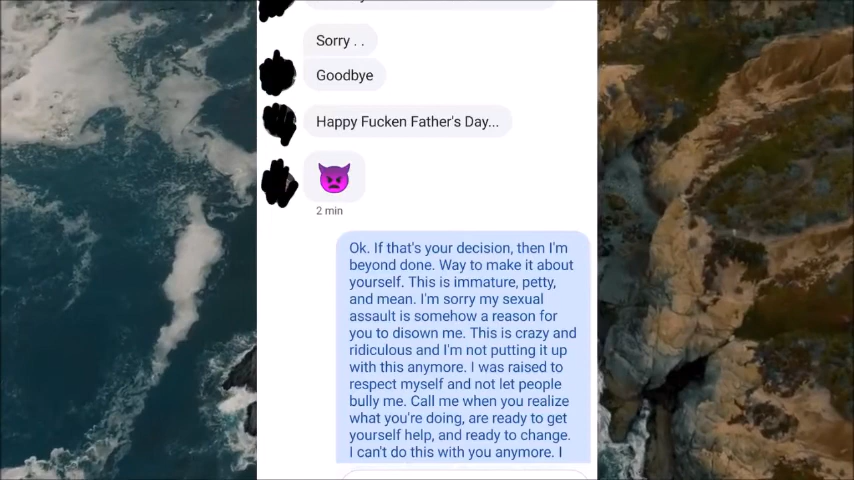 Sorry . .
Goodbye
Happy Fucken Father's Day...
2 min
Ok. If that's your decision, then I'm
beyond done. Way to make it about
yourself. This is immature, petty,
and mean. I'm sorry my sexual
assault is somehow a reason for
you to disown me. This is crazy and
ridiculous and I'm not putting it up
with this anymore. I was raised to
respect myself and not let people
bully me. Call me when you realize
what you're doing, are ready to get
yourself help, and ready to change.
I can't do this with you anymore. I